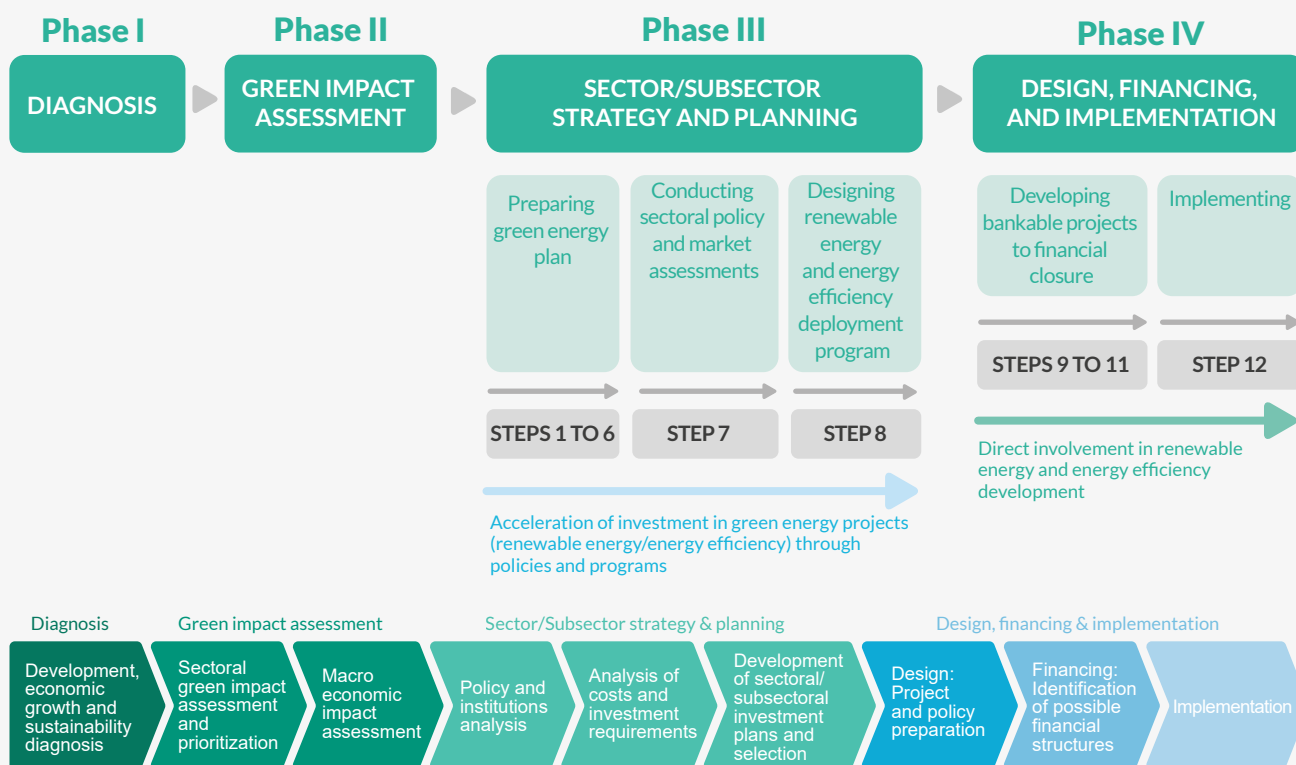 Phase I
DIAGNOSIS
Phase II
GREEN IMPACT
ASSESSMENT
Phase III
SECTOR/SUBSECTOR
STRATEGY AND PLANNING
Phase IV
DESIGN, FINANCING,
AND IMPLEMENTATION
Preparing
green energy
plan
Conducting
sectoral policy
and market
assessments
Designing
renewable
energy
and energy
efficiency
deployment
program
Developing
bankable projects
to financial
closure
Implementing
STEPS 1 TO 6
STEP 7
STEP 8
STEPS 9 TO 11
STEP 12
Acceleration of investment in green energy projects
(renewable energy/energy efficiency) through
policies and programs
Direct involvement in renewable
energy and energy efficiency
development
Diagnosis
Green impact assessment
Sector/Subsector strategy & planning
Design, financing & implementation
Development,
economic
growth and
sustainability
diagnosis
Sectoral
green impact
assessment
and
prioritization
Macro
economic
impact
assessment
Policy and
institutions
analysis
Analysis of
costs and
investment
requirements
Development
of sectoral/
subsectoral
investment
plans and
selection
Design:
Project
and policy
preparation
Financing:
Identification
of possible
financial
structures
Implementation